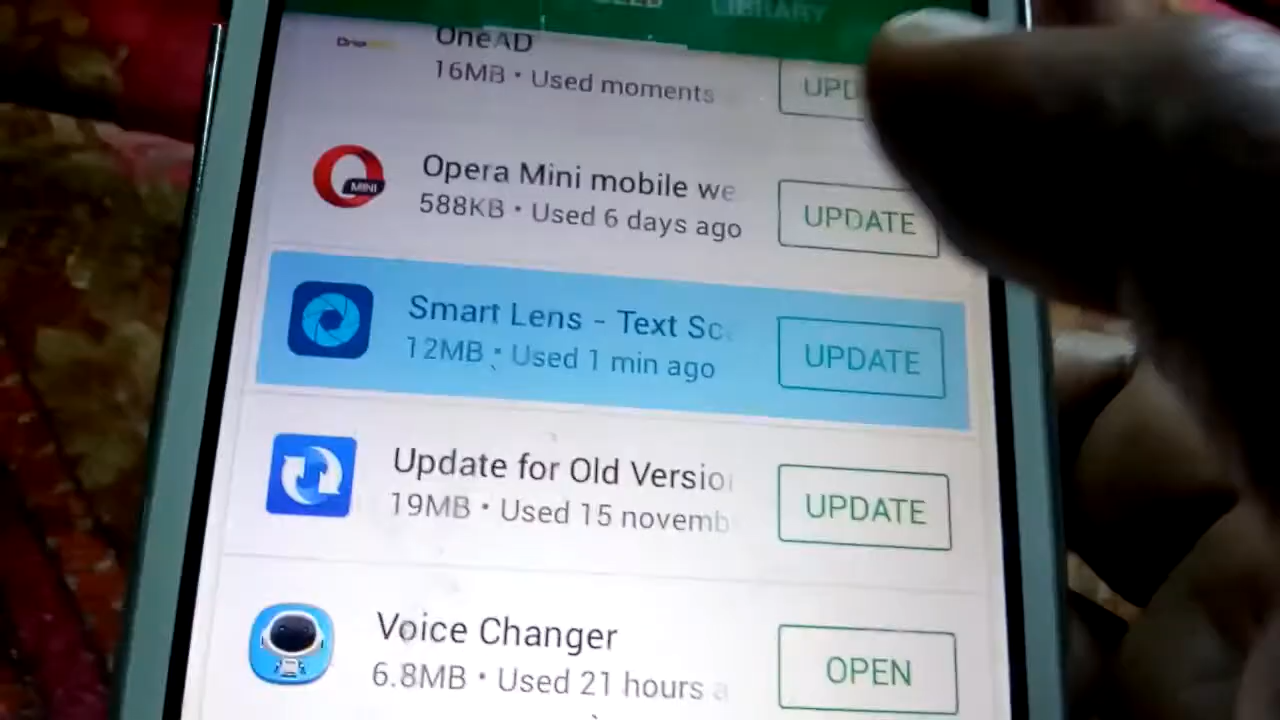 LIBRARY
OneAD
16MB · Used moments
Opera Mini mobile we
588KB · Used 6 days ago
UPDATE
MINI
Smart Lens - Text Sc
12MB · Used 1 min ago
UPDATE
Update for Old Versio
19MB · Used 15 novemb
UPDATE
Voice Changer
6.8MB · Used 21 hours a
OPEN